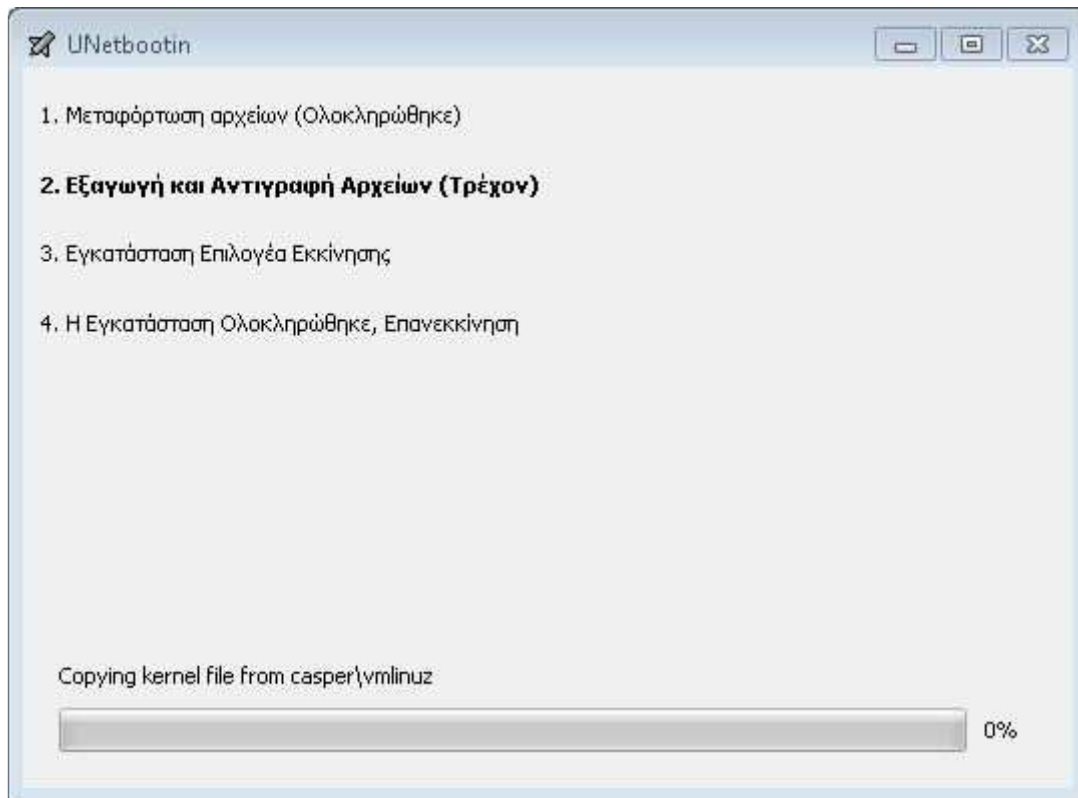 UNetbootin
1. Μεταφόρτωση αρχείων (Ολοκληρώθηκε)
2. Εξαγωγή και Αντιγραφή Αρχείων (Τρέχον)
3. Εγκατάσταση Επιλογέα Εκκίνησης
4. Η Εγκατάσταση Ολοκληρώθηκε, Επανεκκίνηση
Copying kernel file from casper\vmlinuz
0%